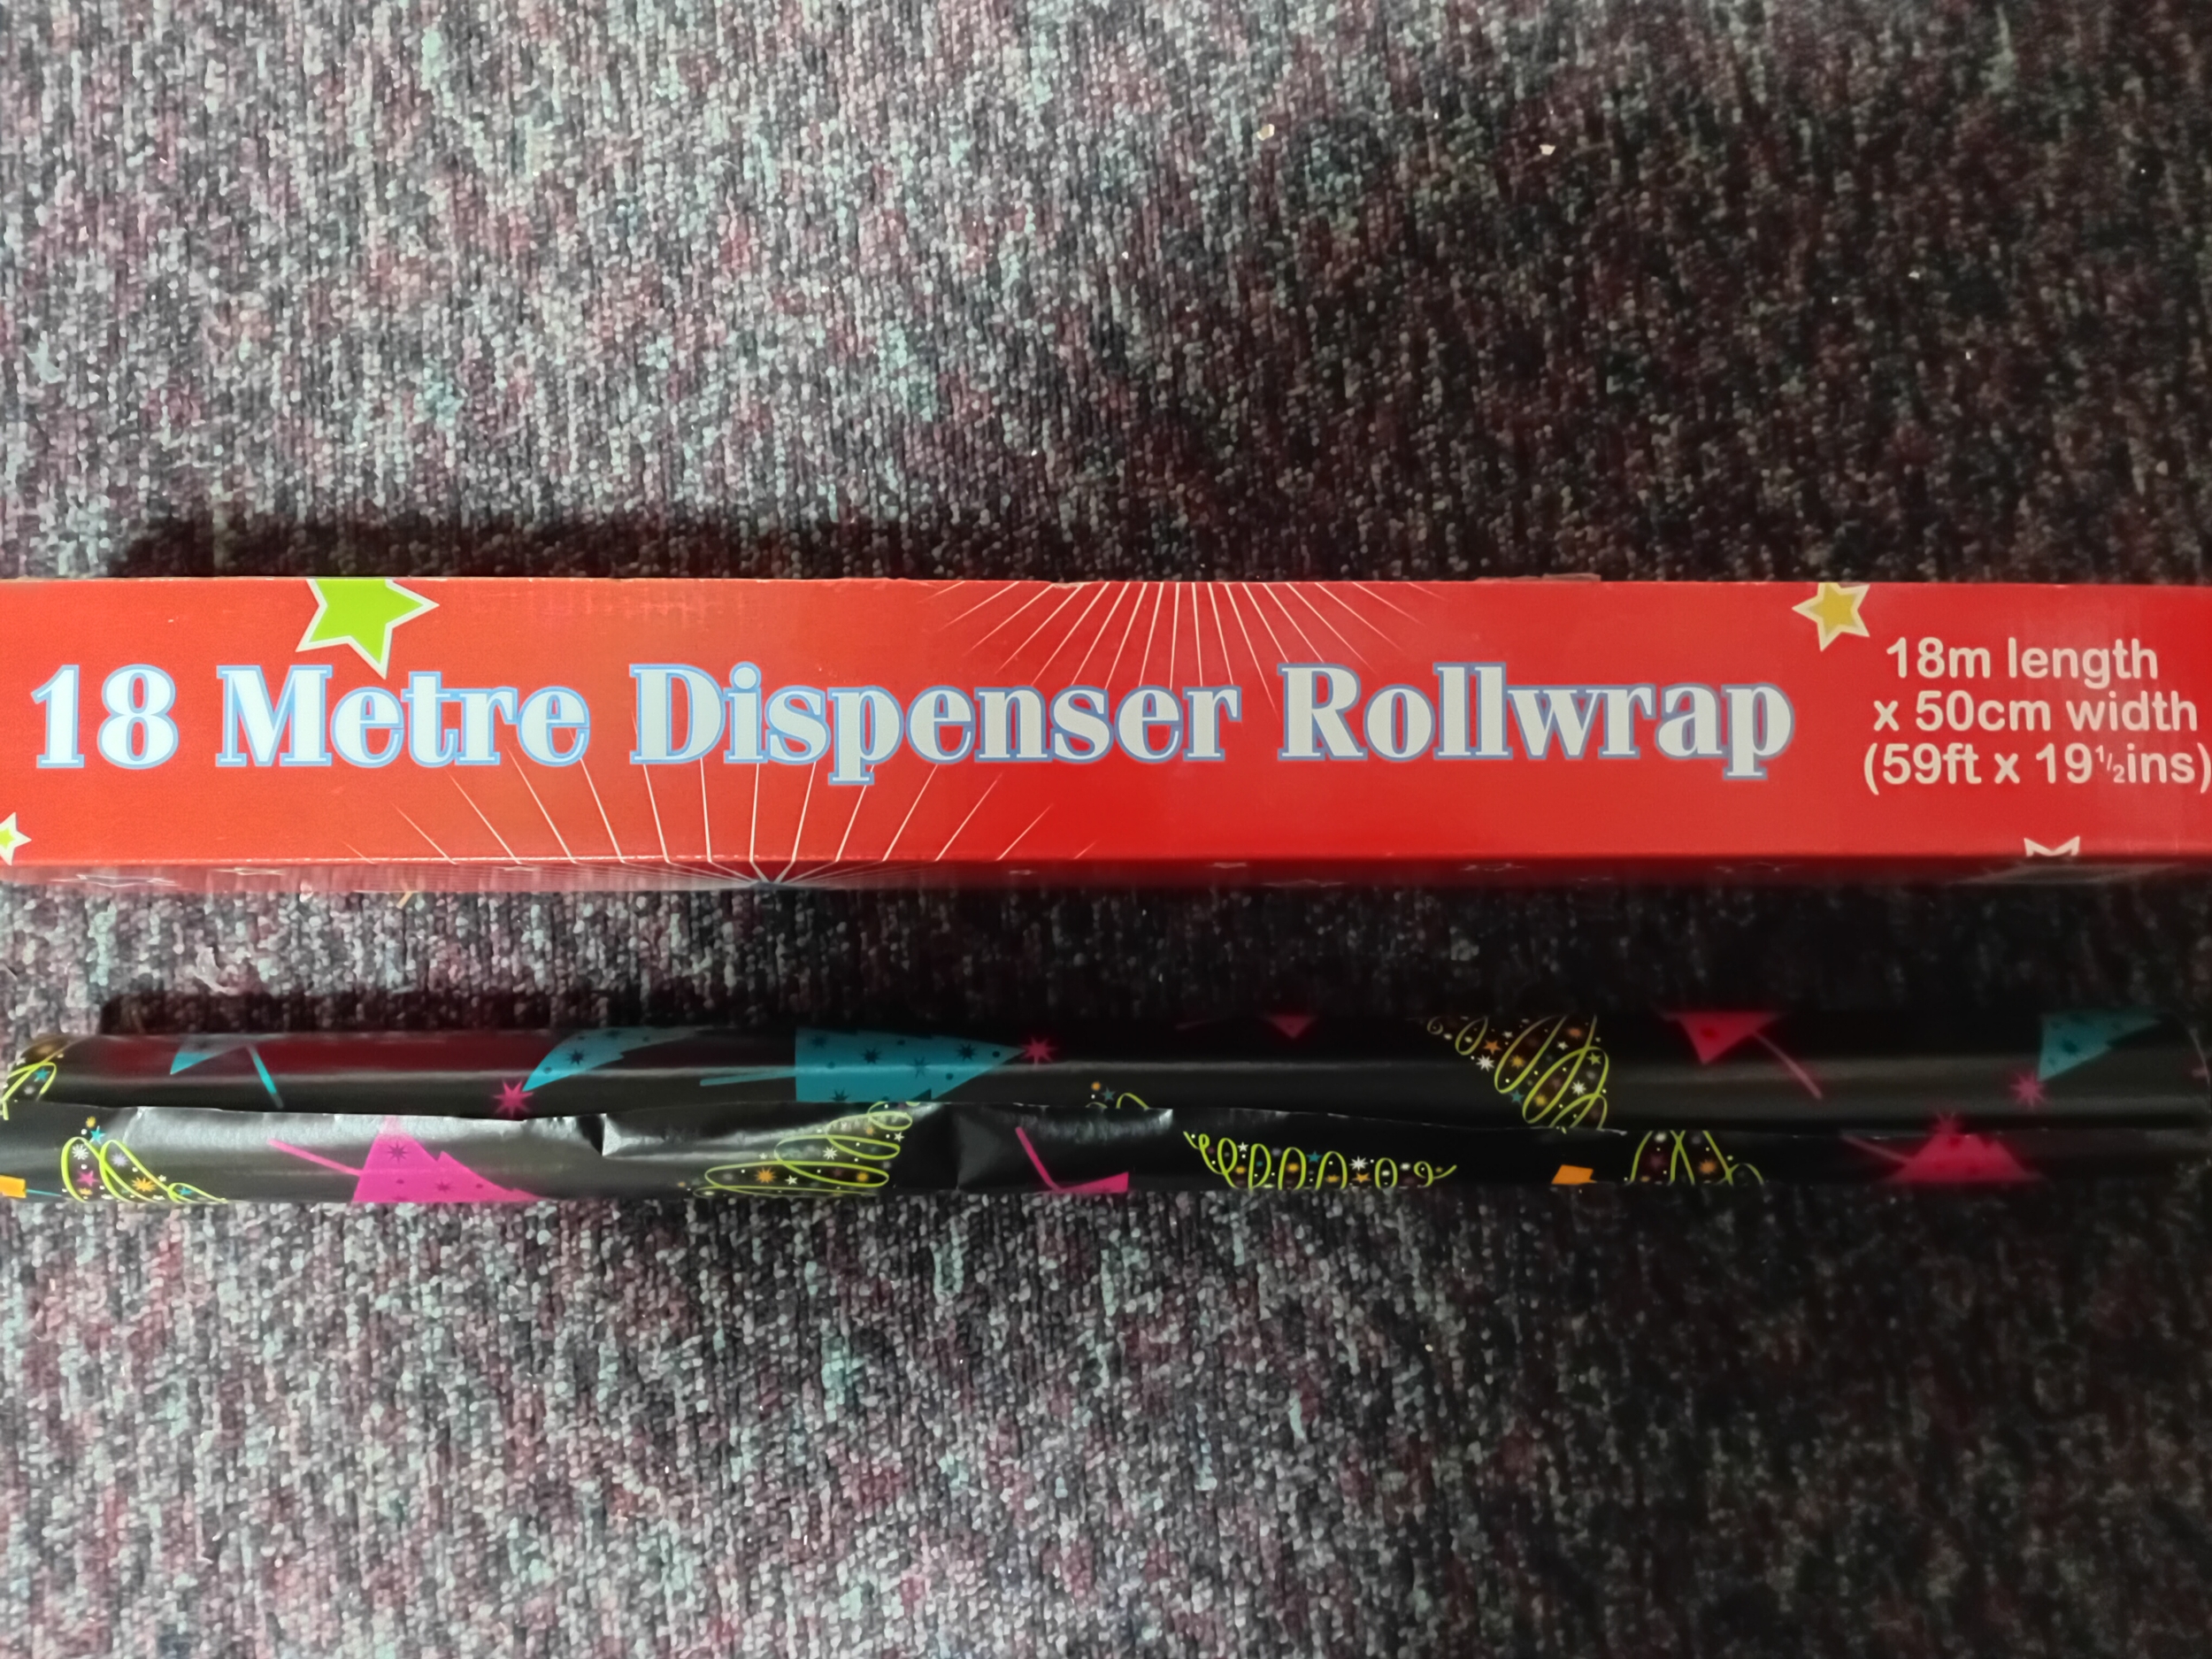 18 Metre Dispenser Rollwrap
18m length
x 50cm width
(59ft x 19½ins)